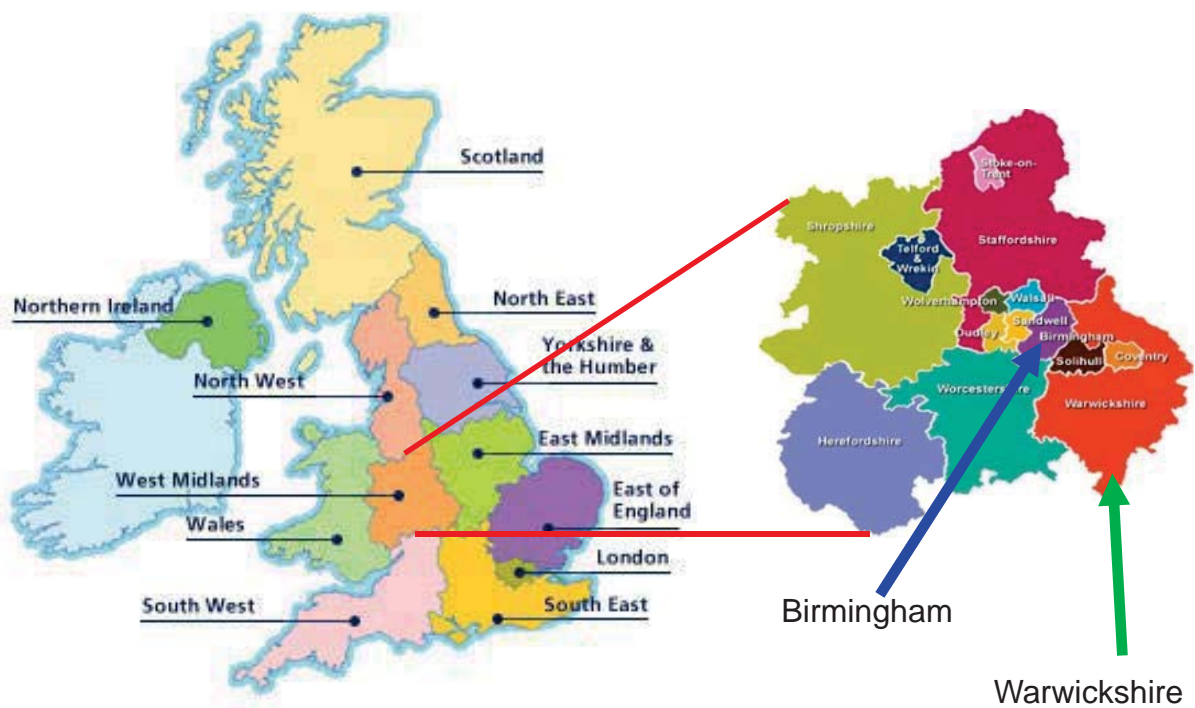 Scotland
Northern Ireland
North East
Yorkshire &
the Humber
North West
East Midlands
West Midlands
East of
England
Wales
London
South West
South East
Stoke-on-
Trent
Shropshire
Staffordshire
Telford
&
Wrekin
Wolverhampton
Walsall
Sandwell
Dudley
Birmingham
Solihull
Coventry
Worcestershire
Warwickshire
Herefordshire
Birmingham
Warwickshire